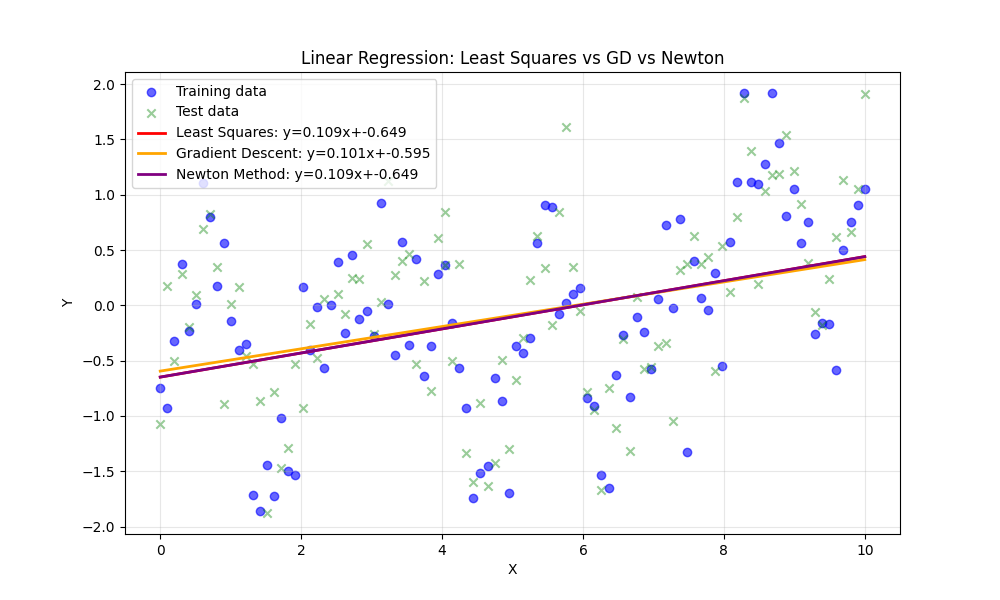 Linear Regression: Least Squares vs GD vs Newton
Training data
Test data
Least Squares: y=0.109x+-0.649
Gradient Descent: y=0.101x+-0.595
Newton Method: y=0.109x+-0.649
2.0
1.5
1.0
0.5
0.0
−0.5
−1.0
−1.5
−2.0
Y
0 2 4 6 8 10
X